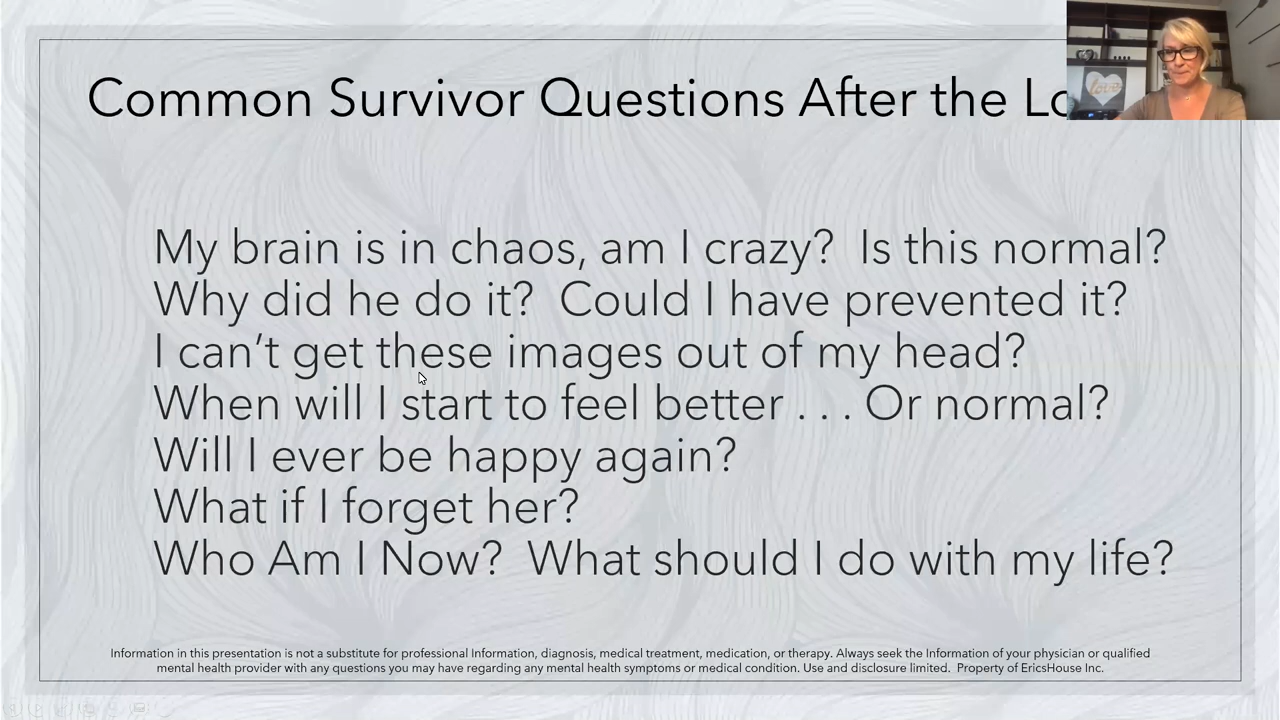 Common Survivor Questions After the
My brain is in chaos, am I crazy?  Is this normal?
Why did he do it?  Could I have prevented it?
I can’t get these images out of my head?
When will I start to feel better . . . Or normal?
Will I ever be happy again?
What if I forget her?
Who Am I Now?  What should I do with my life?
Information in this presentation is not a substitute for professional Information, diagnosis, medical treatment, medication, or therapy. Always seek the Information of your physician or qualified
mental health provider with any questions you may have regarding any mental health symptoms or medical condition. Use and disclosure limited.  Property of EricsHouse Inc.
love